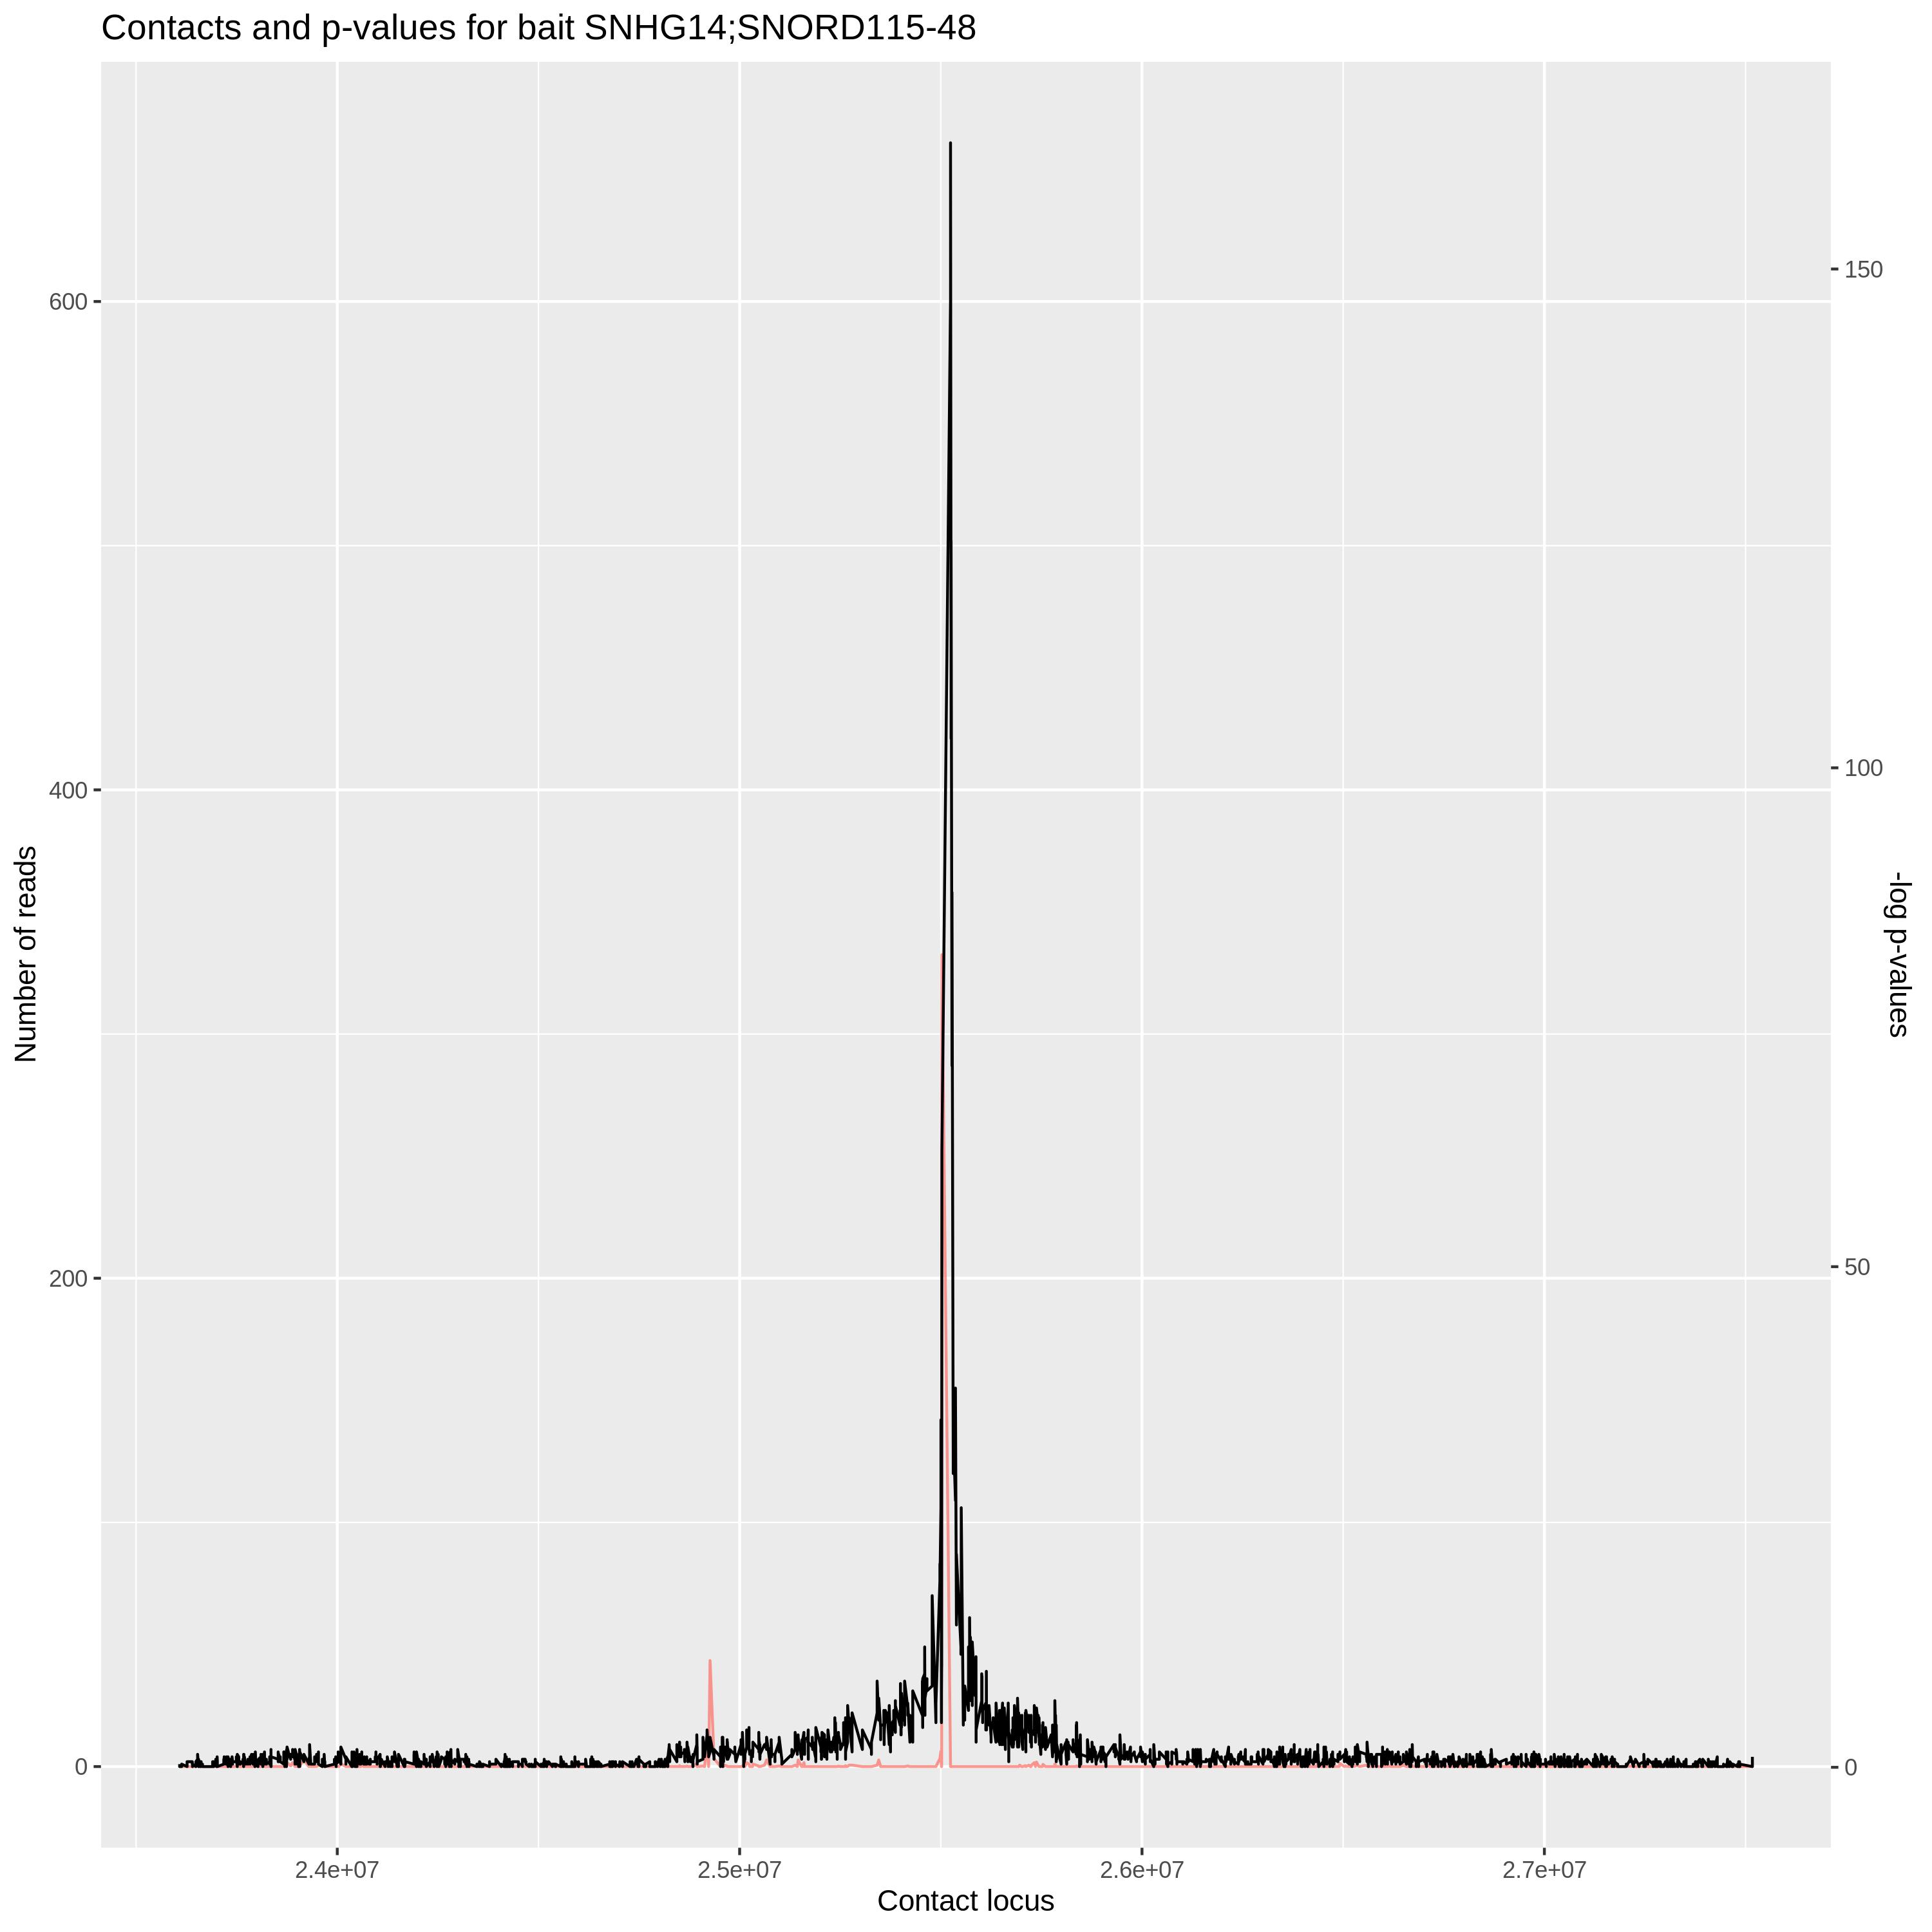 Contacts and p-values for bait SNHG14;SNORD115-48
Number of reads
600
400
200
0
150
100
50
0
-log p-values
2.4e+07
2.5e+07
2.6e+07
2.7e+07
Contact locus